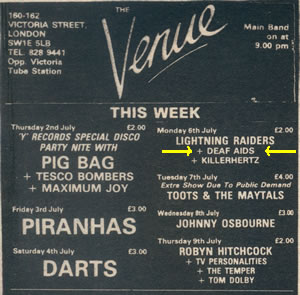 160-162
VICTORIA STREET
LONDON
SW1E 5LB
TEL. 828 9441
Opp. Victoria
Tube Station
THE
Venue
Main Band
on at
9.00 pm
THIS WEEK
Thursday 2nd July £2.00
'Y' RECORDS SPECIAL DISCO
PARTY NITE WITH
PIG BAG
+ TESCO BOMBERS
+ MAXIMUM JOY
Friday 3rd July £3.00
PIRANHAS
Saturday 4th July £3.00
DARTS
Monday 6th July £2.00
LIGHTNING RAIDERS
+ DEAF AIDS
+ KILLERHERTZ
Tuesday 7th July £4.00
Extre Show Due To Public Demand
TOOTS & THE MAYTALS
Wednesday 8th July £3.00
JOHNNY OSBOURNE
Thursday 9th July £2.00
ROBYN HITCHCOCK
+ TV PERSONALITIES
+ THE TEMPER
+ TOM DOLBY